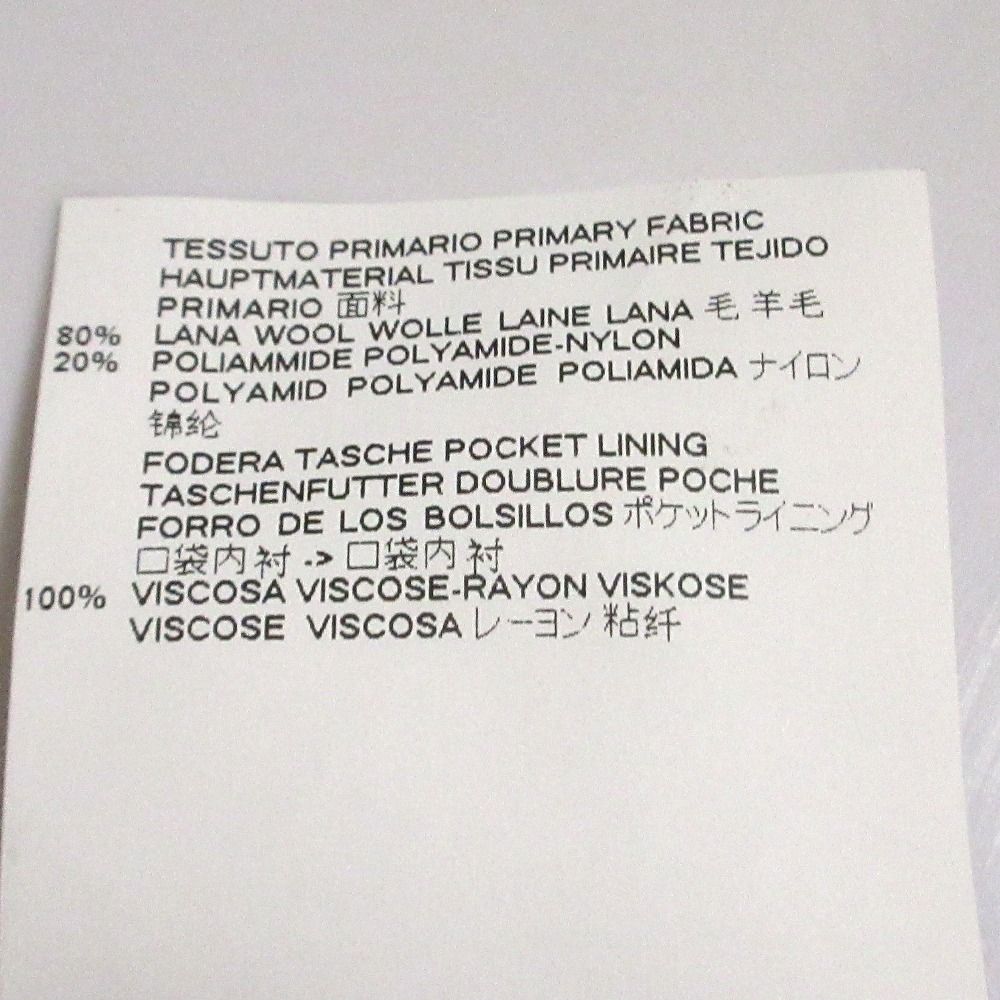 TESSUTO PRIMARIO PRIMARY FABRIC
HAUPTMATERIAL TISSU PRIMAIRE TEJIDO
PRIMARIO 面料
80% LANA WOOL WOLLE LAINE LANA 毛 羊毛
20% POLIAMMIDE POLYAMIDE-NYLON
POLYAMID POLYAMIDE POLIAMIDA ナイロン
锦纶
FODERA TASCHE POCKET LINING
TASCHENFUTTER DOUBLURE POCHE
FORRO DE LOS BOLSILLOS ポケットライニング
口袋内衬 -> 口袋内衬
100% VISCOSA VISCOSE-RAYON VISKOSE
VISCOSE VISCOSA レーヨン 粘纤